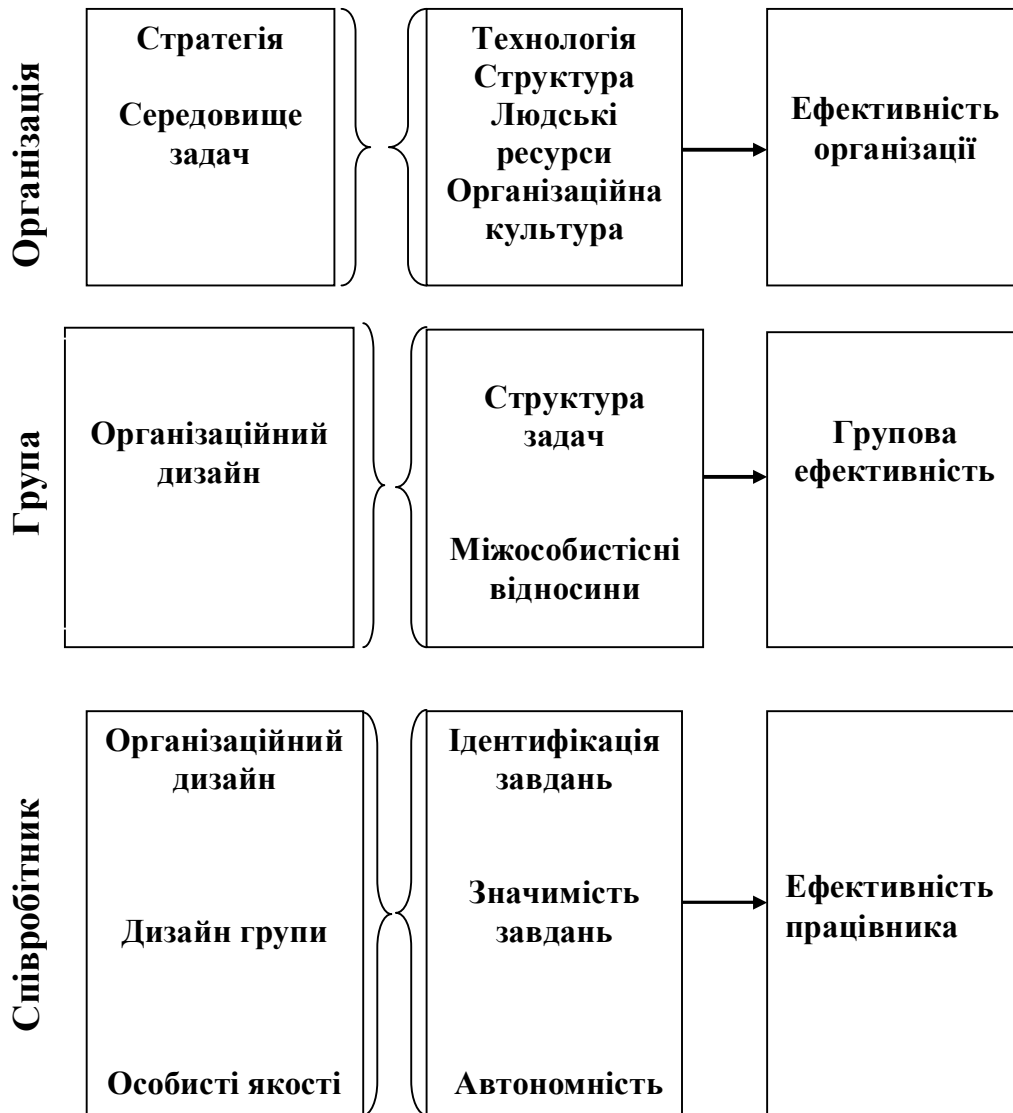 Організація
Стратегія
Середовище
задач
Технологія
Структура
Людські
ресурси
Організаційна
культура
Ефективність
організації
Група
Організаційний
дизайн
Структура
задач
Міжособистісні
відносини
Групова
ефективність
Співробітник
Організаційний
дизайн
Дизайн групи
Особисті якості
Ідентифікація
завдань
Значимість
завдань
Автономність
Ефективність
працівника